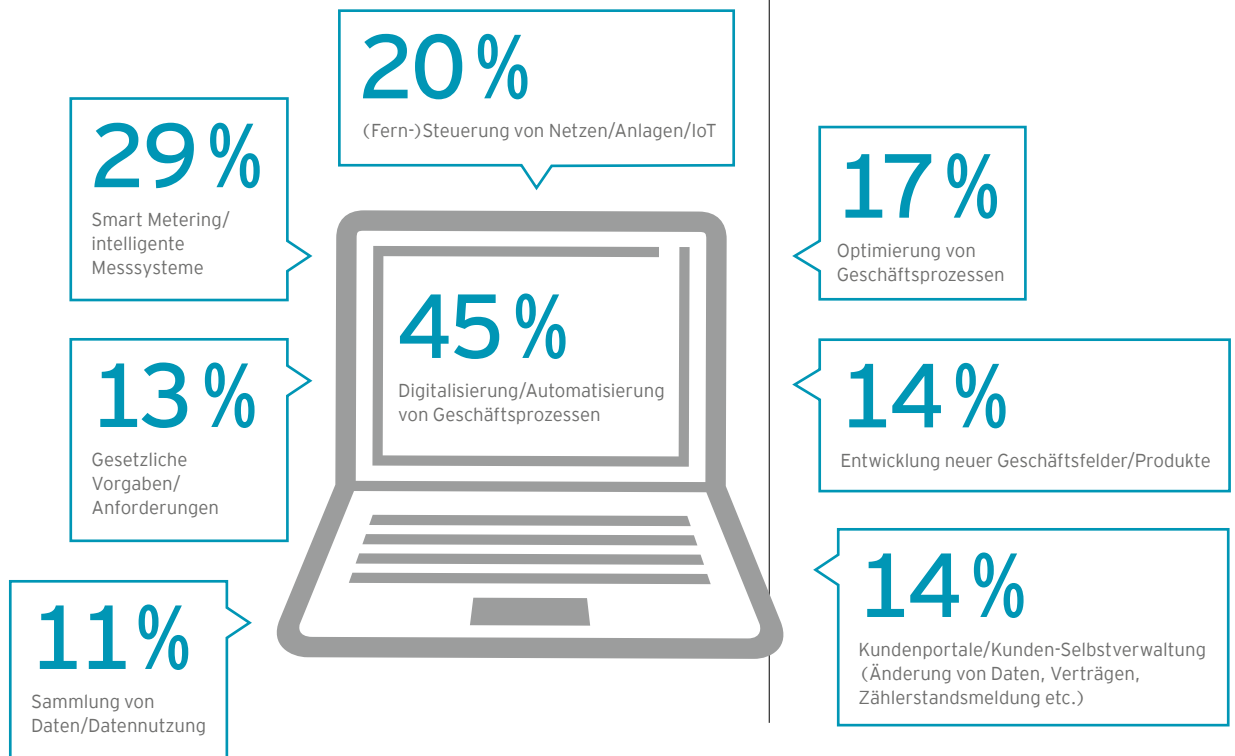 20 %
(Fern-)Steuerung von Netzen/Anlagen/IoT
29 %
Smart Metering/
intelligente
Messsysteme
17 %
Optimierung von
Geschäftsprozessen
45 %
Digitalisierung/Automatisierung
von Geschäftsprozessen
13 %
Gesetzliche
Vorgaben/
Anforderungen
14 %
Entwicklung neuer Geschäftsfelder/Produkte
11 %
Sammlung von
Daten/Datennutzung
14 %
Kundenportale/Kunden-Selbstverwaltung
(Änderung von Daten, Verträgen,
Zählerstandsmeldung etc.)